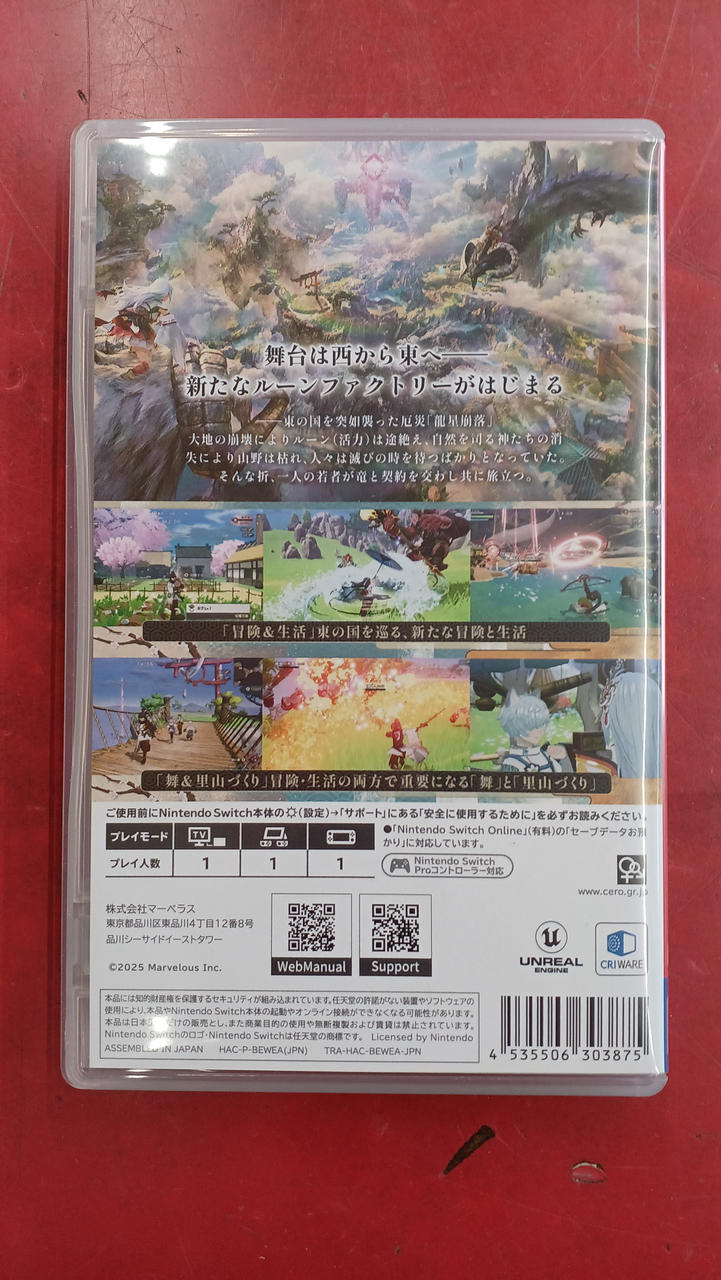 舞台は西から東へ――
新たなルーンファクトリーがはじまる
――東の国を突如襲った厄災「龍星崩落」
大地の崩壊によりルーン(活力)は途絶え、自然を司る神たちの消
失により山野は枯れ、人々は滅びの時を待つばかりとなっていた。
そんな折、一人の若者が竜と契約を交わし共に旅立つ。
「冒険&生活」東の国を巡る、新たな冒険と生活
「舞&里山づくり」冒険・生活の両方で重要になる「舞」と「里山づくり」
ご使用前にNintendo Switch本体の(設定)→「サポート」にある「安全に使用するために」を必ずお読みください。
プレイモード TV
プレイ人数 1 1 1
●「Nintendo Switch Online」(有料)の「セーブデータお預
かり」に対応しています。
Nintendo Switch
Proコントローラー対応
www.cero.gr.jp
株式会社マーベラス
東京都品川区東品川4丁目12番8号
品川シーサイドイーストタワー
©2025 Marvelous Inc.
WebManual
Support
UNREAL
ENGINE
CRIWARE
本品には知的財産権を保護するセキュリティが組み込まれています。任天堂の許諾がない装置やソフトウェアの
使用により、本品やNintendo Switch本体の起動やオンライン接続ができなくなる可能性があります。
本品は日本国だけの販売とし、また商業目的の使用や無断複製および賃貸は禁止されています。
Nintendo Switchのロゴ・Nintendo Switchは任天堂の商標です。 Licensed by Nintendo
ASSEMBLED IN JAPAN HAC-P-BEWEA(JPN) TRA-HAC-BEWEA-JPN
4 535506 303875